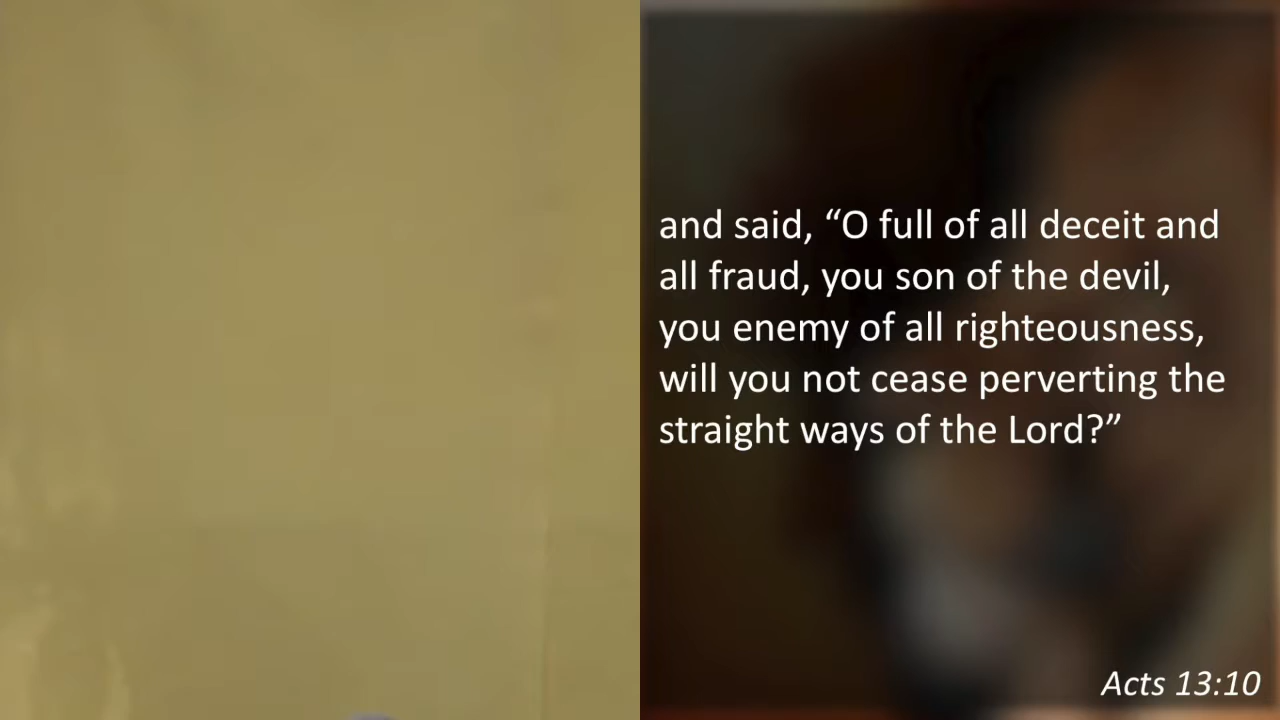 and said, “O full of all deceit and
all fraud, you son of the devil,
you enemy of all righteousness,
will you not cease perverting the
straight ways of the Lord?”
Acts 13:10